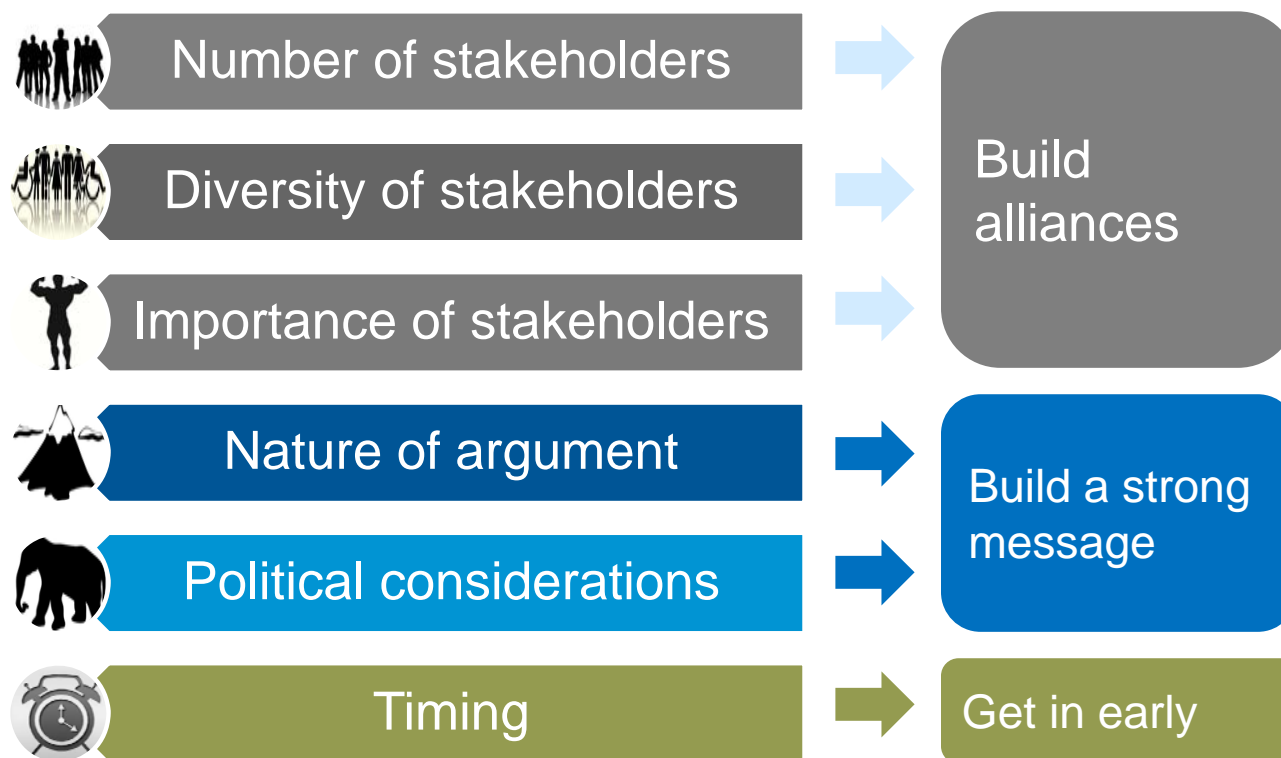 Number of stakeholders
Diversity of stakeholders
Importance of stakeholders
Build
alliances
Nature of argument
Political considerations
Build a strong
message
Timing
Get in early